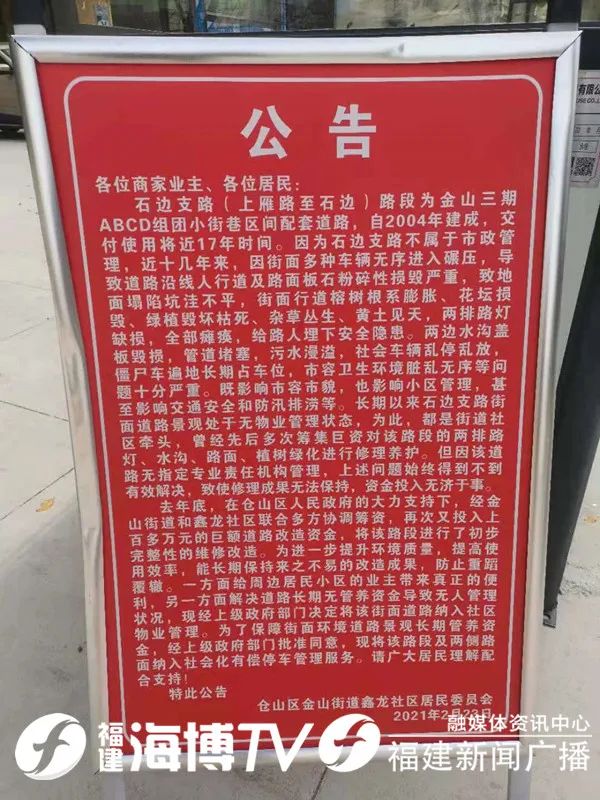 公告
各位商家业主、各位居民：
石边支路（上雁路至石边）路段为金山三期
ABCD组团小街巷区间配套道路，自2004年建成，交
付使用将近17年时间。因为石边支路不属于市政管
理，近十几年来，因街面多种车辆无序进入碾压，导
致道路沿线人行道及路面板石粉碎性损毁严重，致地
面塌陷坑洼不平，街面行道榕树根系膨胀、花坛损
毁、绿植毁坏枯死、杂草丛生、黄土见天，两排路灯
缺损，全部瘫痪，给路人埋下安全隐患。两边水沟盖
板毁损，管道堵塞，污水漫溢，社会车辆乱停乱放，
僵尸车遍地长期占车位，市容卫生环境脏乱无序等问
题十分严重。既影响市容市貌，也影响小区管理，甚
至影响交通安全和防汛排涝等。长期以来石边支路街
面道路景观处于无物业管理状态，为此，都是街道社
区牵头，曾经先后多次筹集巨资对该路段的两排路
灯、水沟、路面、植树绿化进行修理养护。但因该道
路无指定专业责任机构管理，上述问题始终得到不到
有效解决，致使修理成果无法保持，资金投入无济于事。
去年底，在仓山区人民政府的大力支持下，经金
山街道和鑫龙社区联合多方协调筹资，再次又投入上
百多万元的巨额道路改造资金，将该路段进行了初步
完整性的维修改造。为进一步提升环境质量，提高使
用效率，能长期保持来之不易的改造成果，防止重蹈
覆辙。一方面给周边居民小区的业主带来真正的便
利，另一方面解决道路长期无管养资金导致无人管理
状况，现经上级政府部门决定将该街面道路纳入社区
物业管理。为了保障街面环境道路景观长期管养资
金，经上级政府部门批准同意，现将该路段及两侧路
面纳入社会化有偿停车管理服务。请广大居民理解配
合支持！
特此公告
仓山区金山街道鑫龙社区居民委员会
2021年2月
有限公
福建海博TV
融媒体资讯中心
福建新闻广播